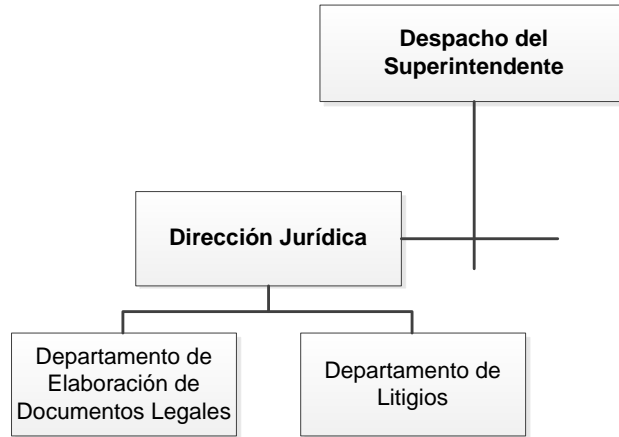 Despacho del
Superintendente
Dirección Jurídica
Departamento de
Elaboración de
Documentos Legales
Departamento de
Litigios